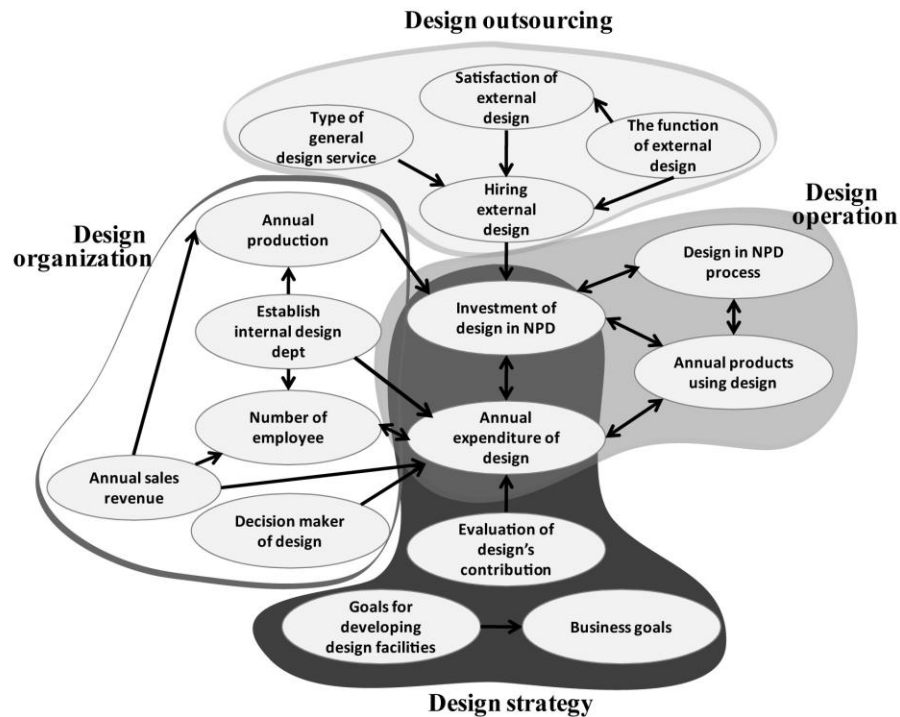 Design outsourcing
Satisfaction of
external
design
Type of
general
design service
The function
of external
design
Hiring
external
design
Design
operation
Design
organization
Annual
production
Design in NPD
process
Establish
internal design
dept
Investment of
design in NPD
Annual products
using design
Number of
employee
Annual
expenditure of
design
Annual sales
revenue
Decision maker
of design
Evaluation of
design's
contribution
Goals for
developing
design facilities
Business goals
Design strategy